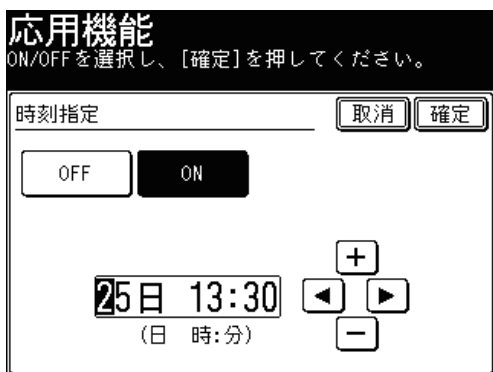 応用機能
ON/OFFを選択し、[確定]を押してください。
時刻指定 取消 確定
OFF ON
+
25日 13:30 ◀ ▶
(日 時:分) −